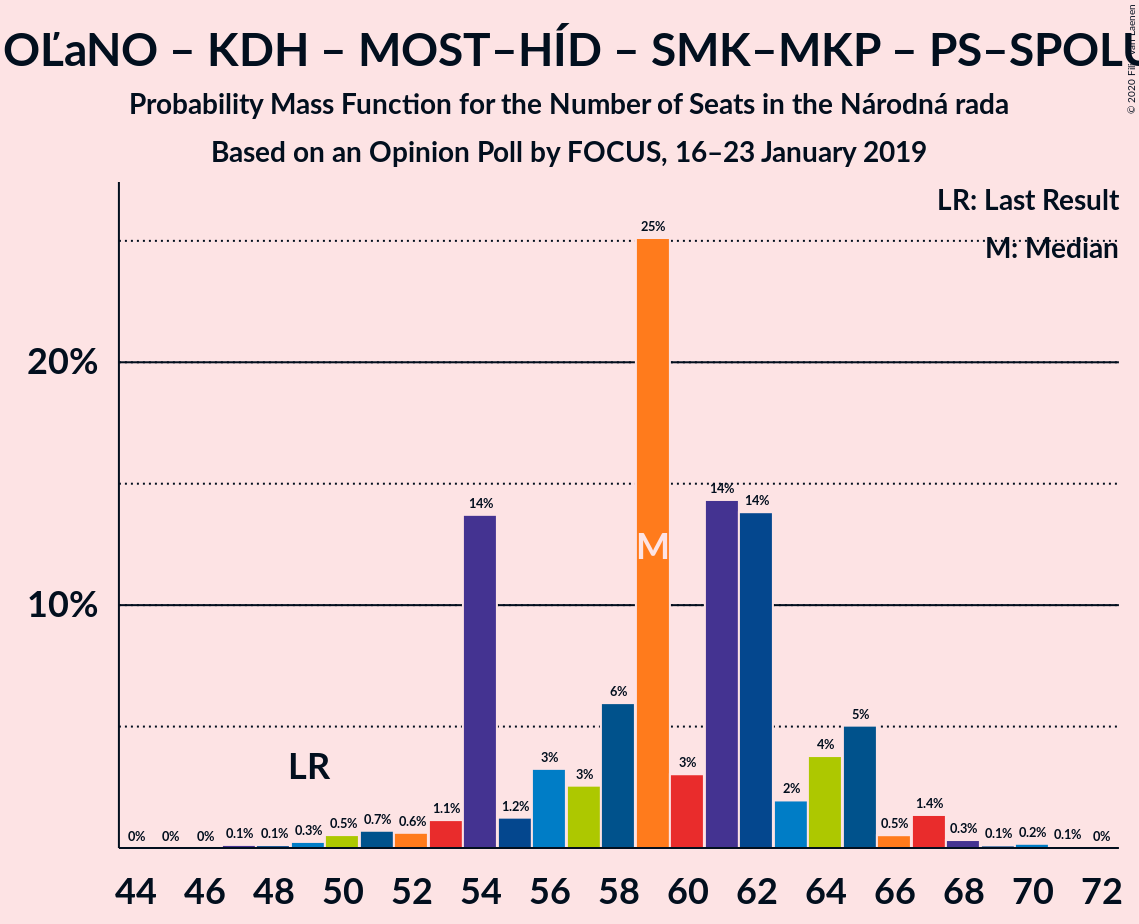 OĽaNO – KDH – MOST–HÍD – SMK–MKP – PS–SPOLU
Probability Mass Function for the Number of Seats in the Národná rada
Based on an Opinion Poll by FOCUS, 16–23 January 2019
© 2020 Filip van Laenen
LR: Last Result
M: Median
20%
10%
0% 0% 0% 0.1% 0.1% 0.3% 0.5% 0.7% 0.6% 1.1% 14% 1.2% 3% 3% 6% 25% 3% 14% 14% 2% 4% 5% 0.5% 1.4% 0.3% 0.1% 0.2% 0.1% 0%
M
LR
44 46 48 50 52 54 56 58 60 62 64 66 68 70 72